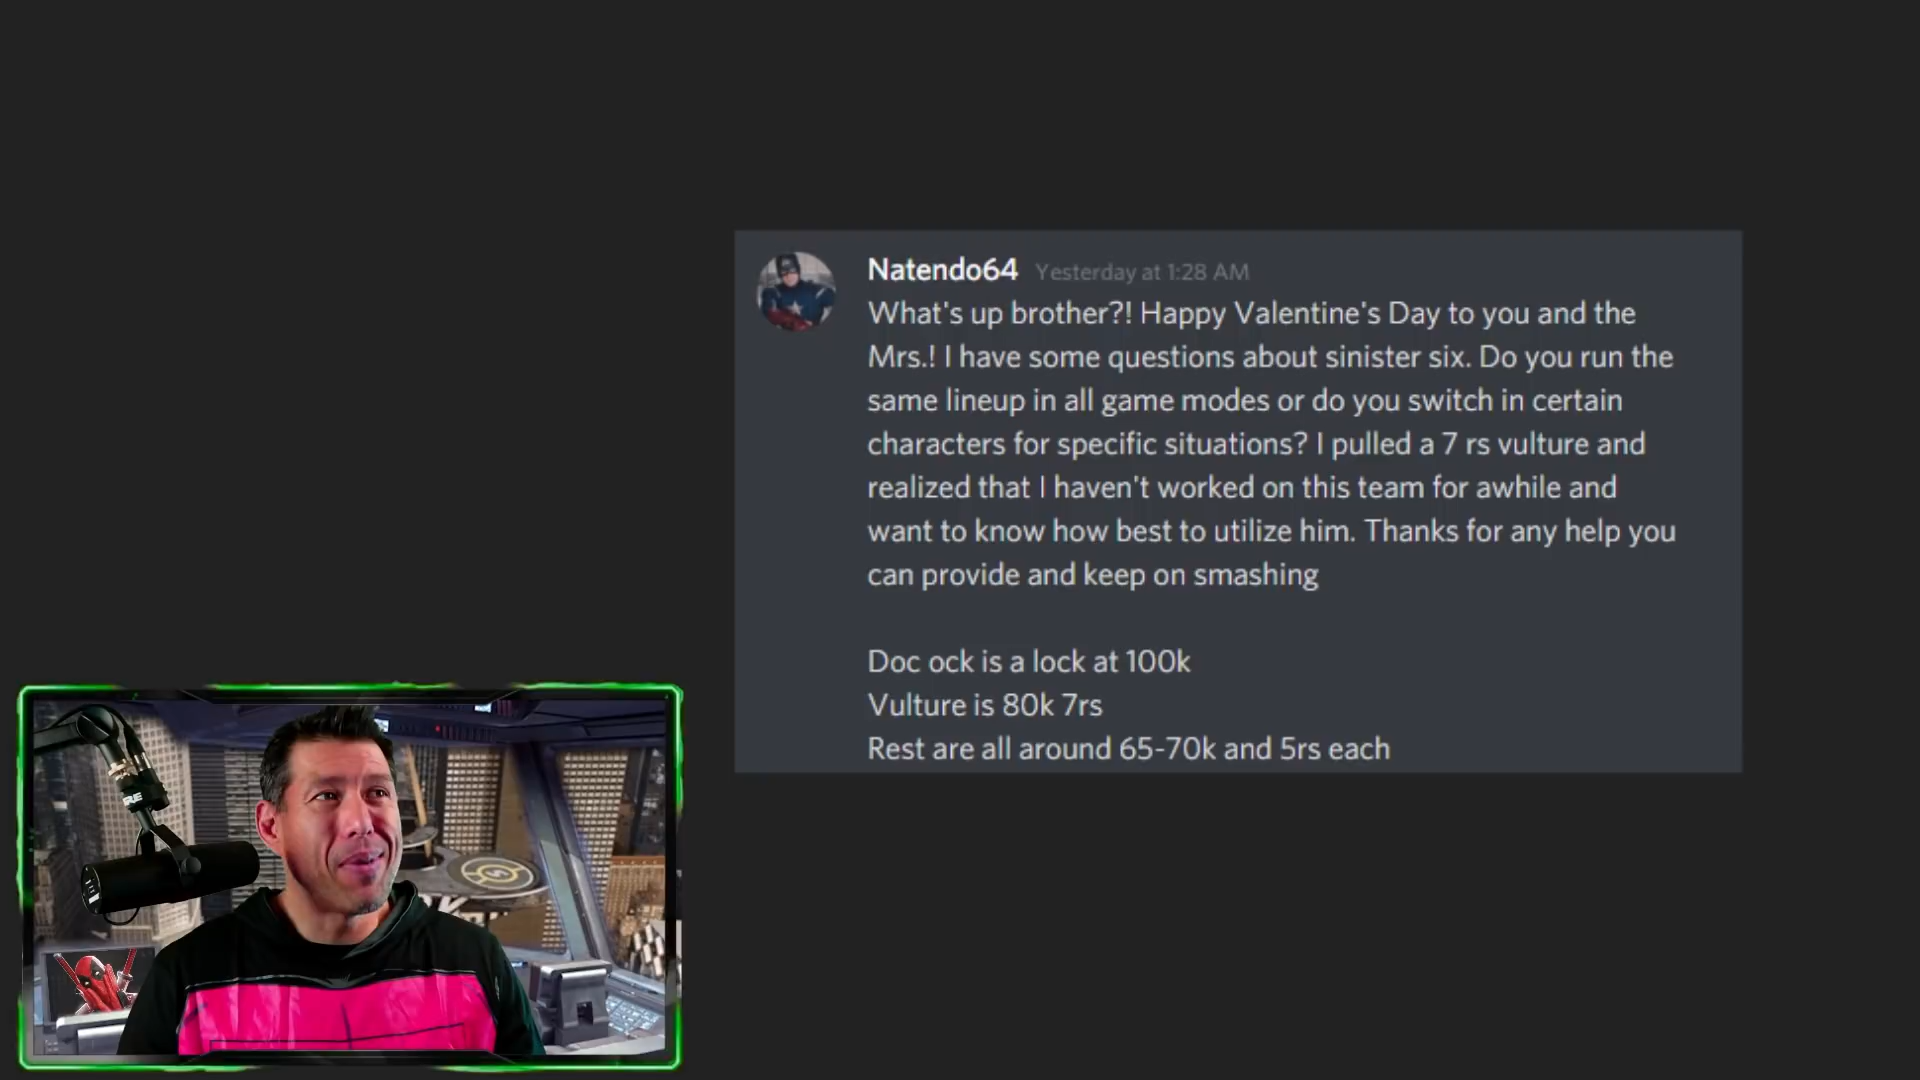 Natendo64 Yesterday at 1:28 AM
What's up brother?! Happy Valentine's Day to you and the
Mrs.! I have some questions about sinister six. Do you run the
same lineup in all game modes or do you switch in certain
characters for specific situations? I pulled a 7 rs vulture and
realized that I haven't worked on this team for awhile and
want to know how best to utilize him. Thanks for any help you
can provide and keep on smashing
Doc ock is a lock at 100k
Vulture is 80k 7rs
Rest are all around 65-70k and 5rs each